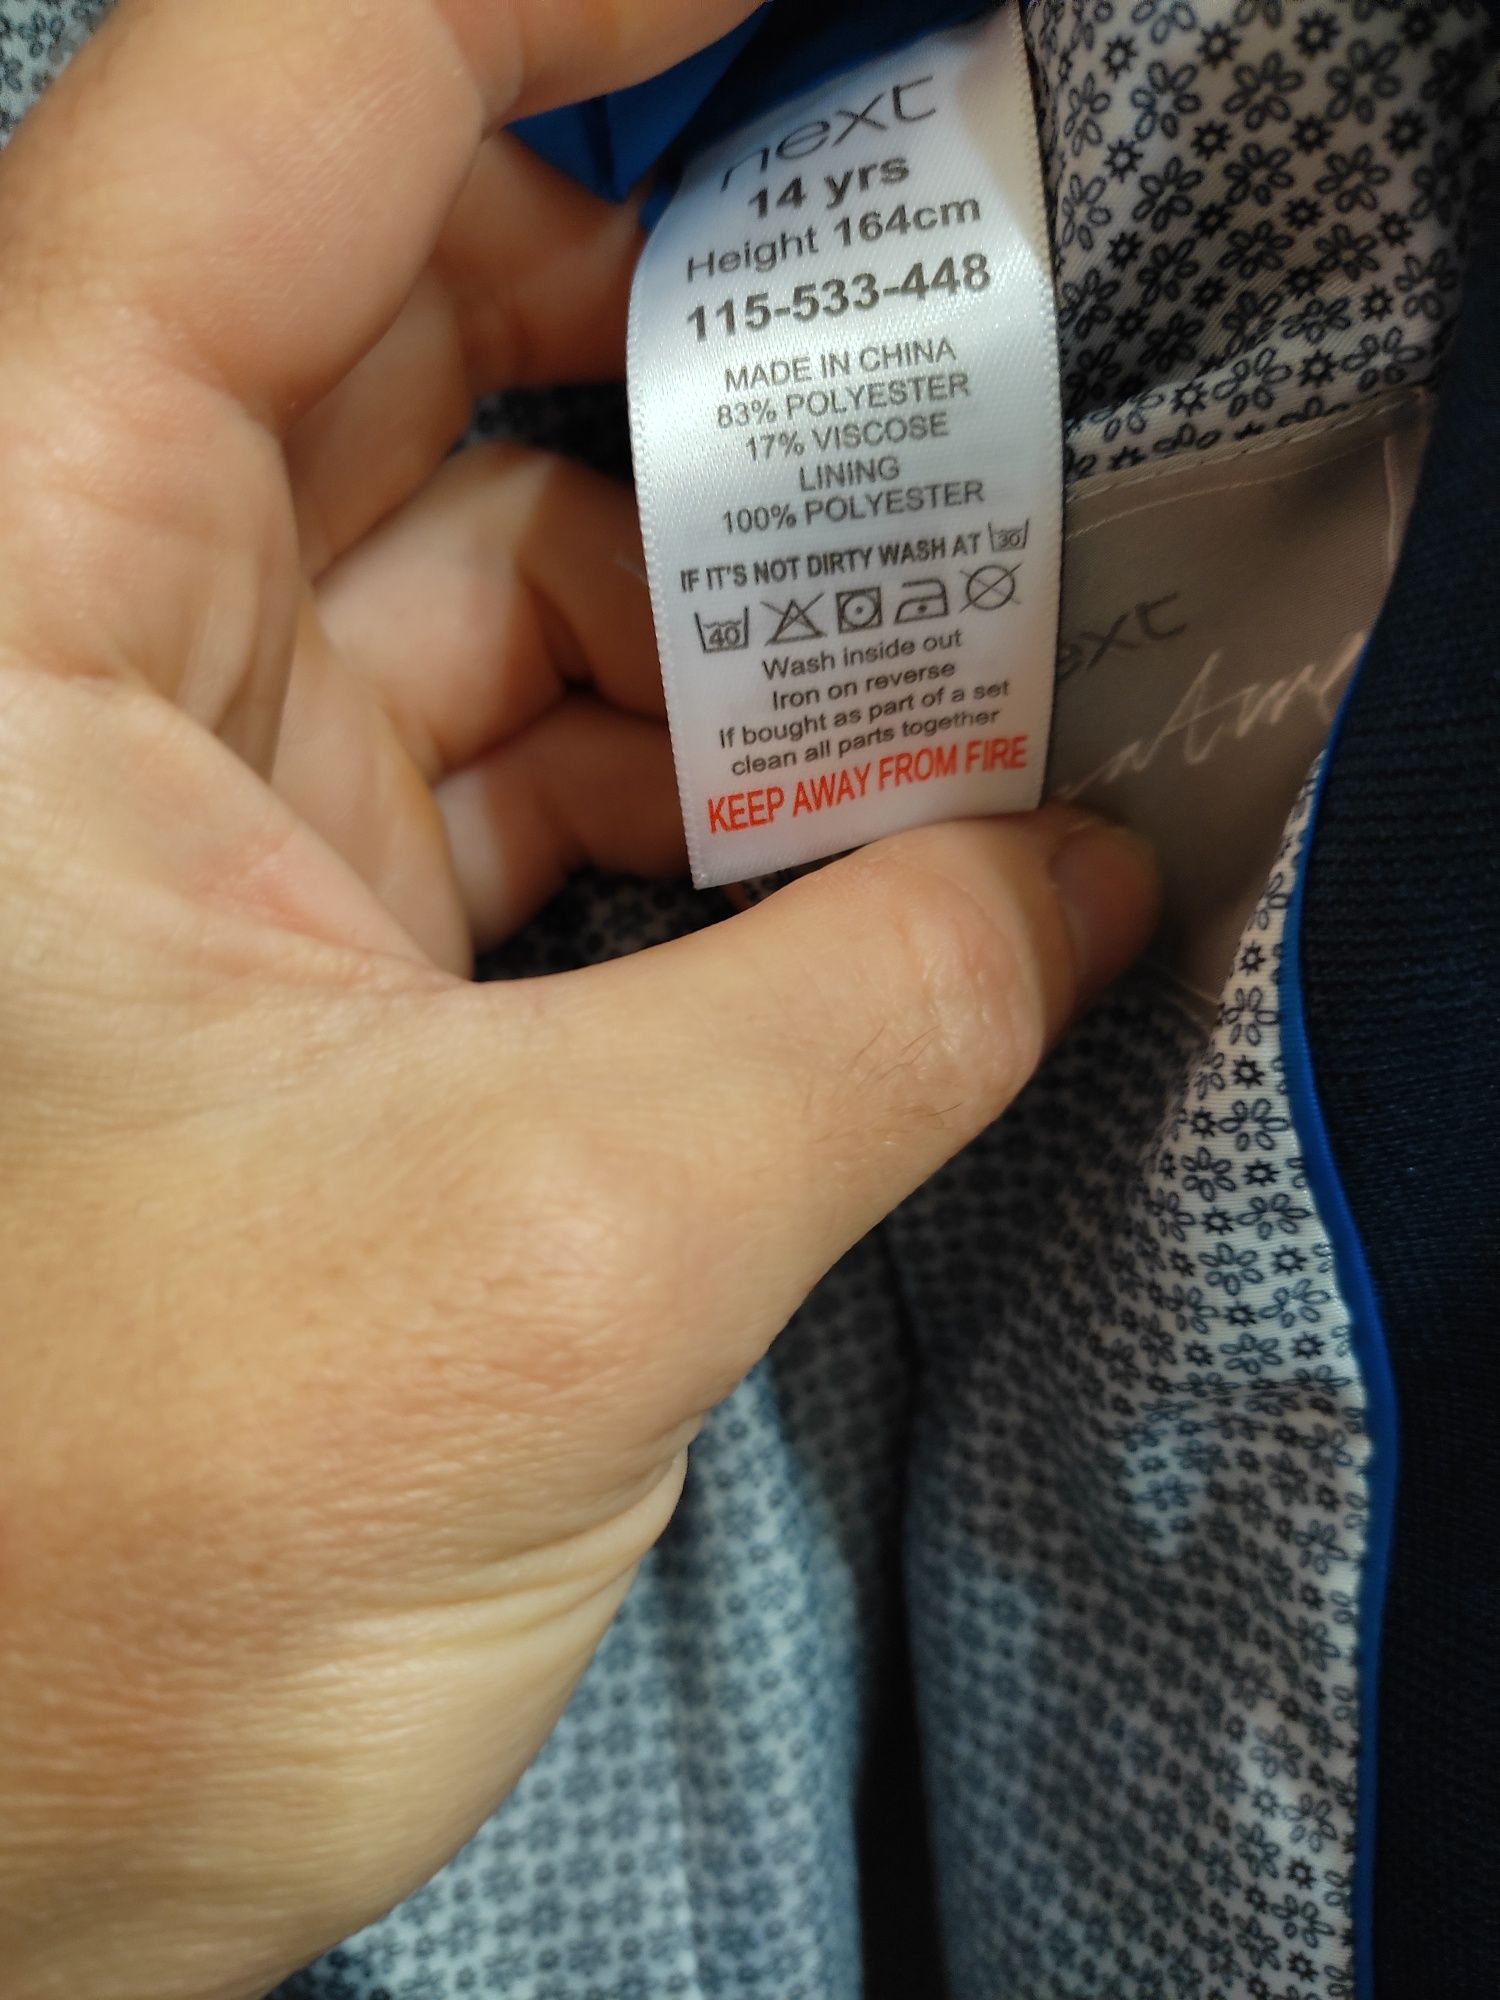 next
14 yrs
Height 164cm
115-533-448
MADE IN CHINA
83% POLYESTER
17% VISCOSE
LINING
100% POLYESTER
IF IT'S NOT DIRTY WASH AT 30
40
Wash inside out
Iron on reverse
If bought as part of a set
clean all parts together
KEEP AWAY FROM FIRE
ext